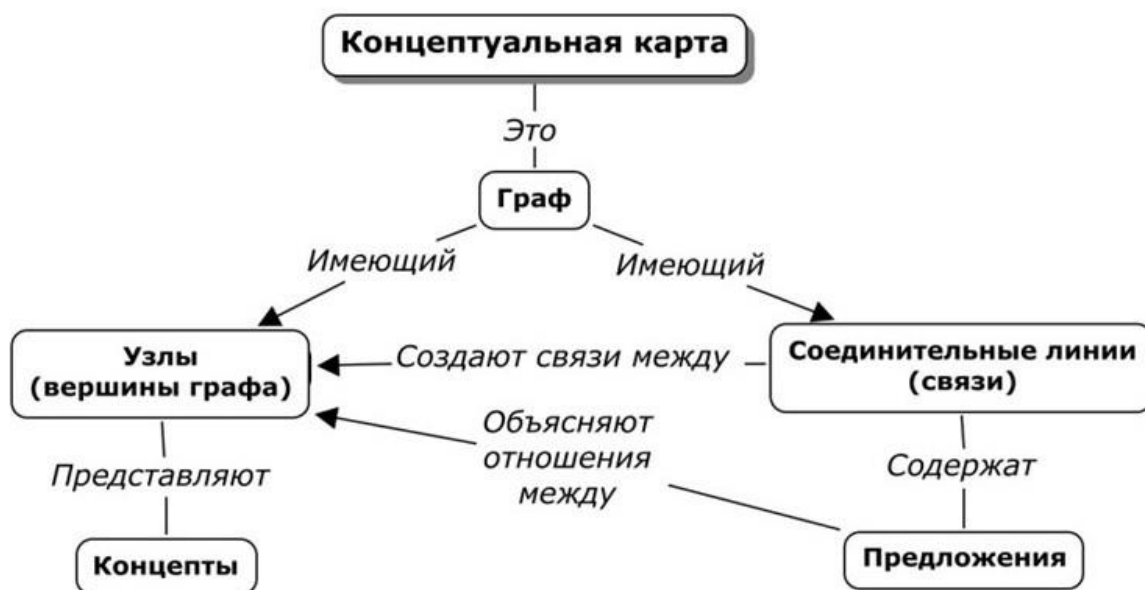 Концептуальная карта
Это
Граф
Имеющий
Имеющий
Узлы
(вершины графа)
Создают связи между
Соединительные линии
(связи)
Объясняют
отношения
между
Представляют
Содержат
Концепты
Предложения